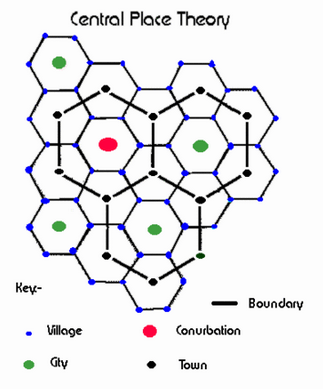 Central Place Theory
Key:-
Boundary
Village
Conurbation
City
Town